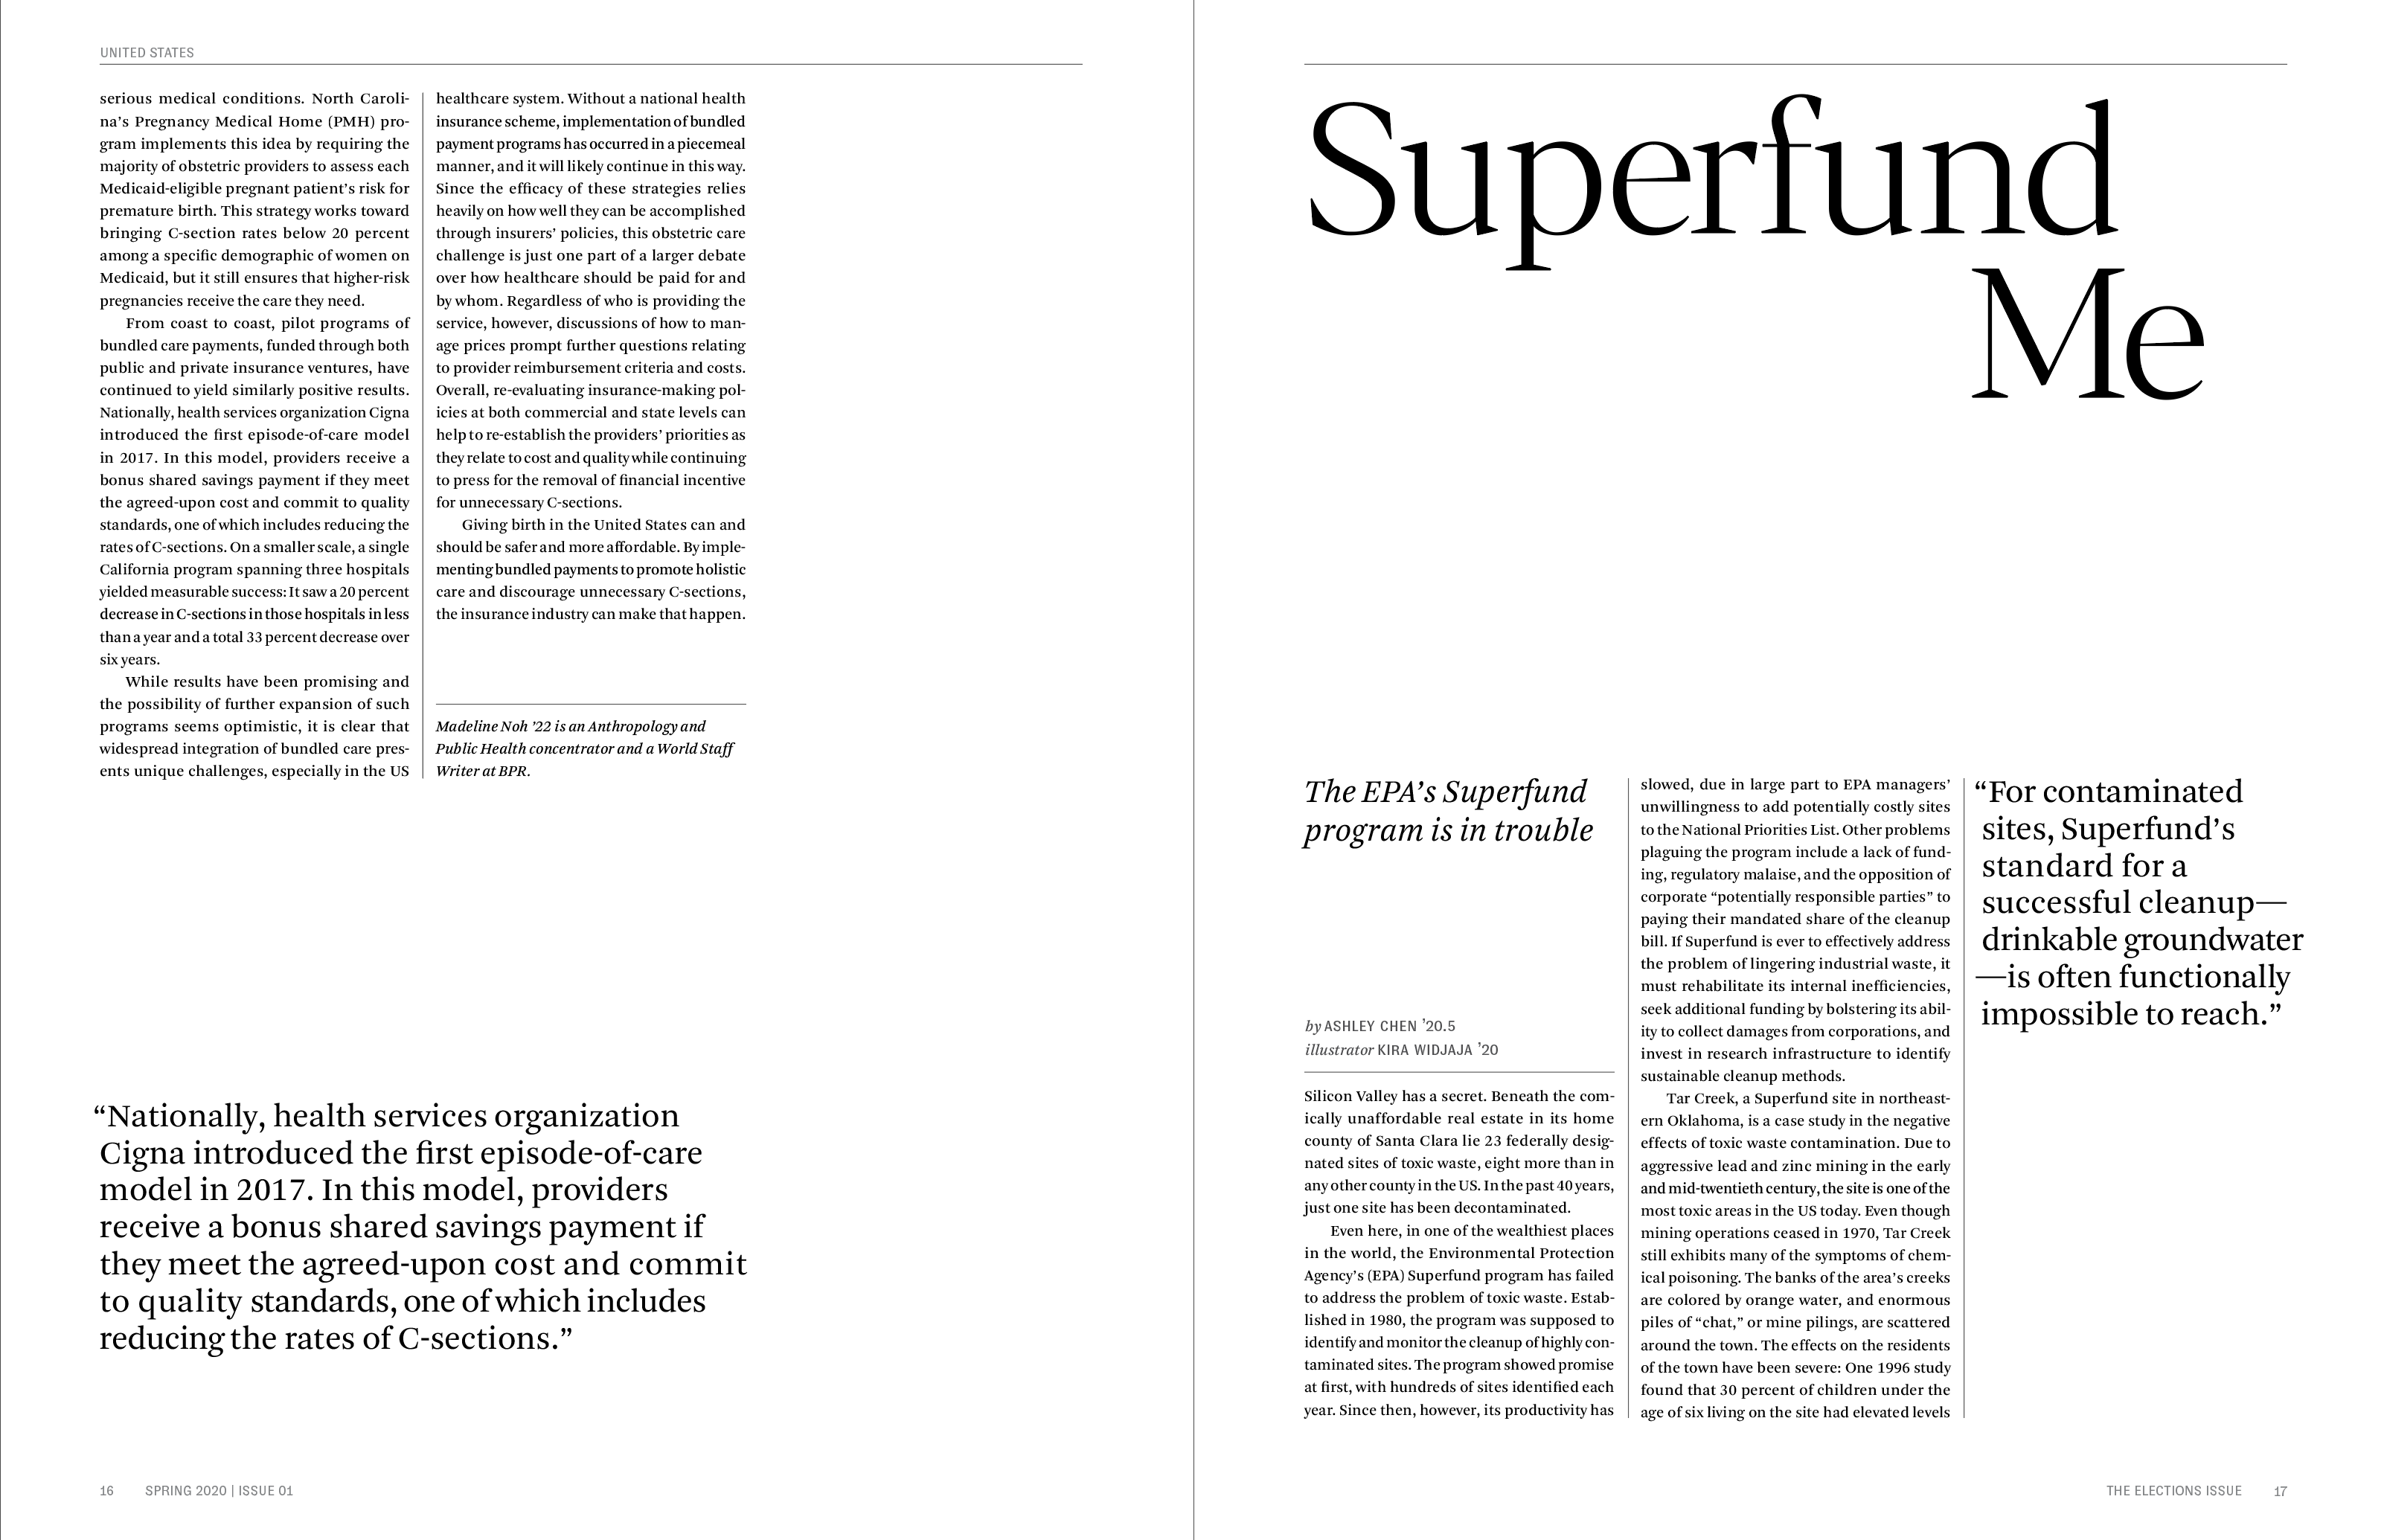 UNITED STATES
serious medical conditions. North Caroli-
na’s Pregnancy Medical Home (PMH) pro-
gram implements this idea by requiring the
majority of obstetric providers to assess each
Medicaid-eligible pregnant patient’s risk for
premature birth. This strategy works toward
bringing C-section rates below 20 percent
among a specific demographic of women on
Medicaid, but it still ensures that higher-risk
pregnancies receive the care they need.
From coast to coast, pilot programs of
bundled care payments, funded through both
public and private insurance ventures, have
continued to yield similarly positive results.
Nationally, health services organization Cigna
introduced the first episode-of-care model
in 2017. In this model, providers receive a
bonus shared savings payment if they meet
the agreed-upon cost and commit to quality
standards, one of which includes reducing the
rates of C-sections. On a smaller scale, a single
California program spanning three hospitals
yielded measurable success: It saw a 20 percent
decrease in C-sections in those hospitals in less
than a year and a total 33 percent decrease over
six years.
While results have been promising and
the possibility of further expansion of such
programs seems optimistic, it is clear that
widespread integration of bundled care pres-
ents unique challenges, especially in the US
healthcare system. Without a national health
insurance scheme, implementation of bundled
payment programs has occurred in a piecemeal
manner, and it will likely continue in this way.
Since the efficacy of these strategies relies
heavily on how well they can be accomplished
through insurers’ policies, this obstetric care
challenge is just one part of a larger debate
over how healthcare should be paid for and
by whom. Regardless of who is providing the
service, however, discussions of how to man-
age prices prompt further questions relating
to provider reimbursement criteria and costs.
Overall, re-evaluating insurance-making pol-
icies at both commercial and state levels can
help to re-establish the providers’ priorities as
they relate to cost and quality while continuing
to press for the removal of financial incentive
for unnecessary C-sections.
Giving birth in the United States can and
should be safer and more affordable. By imple-
menting bundled payments to promote holistic
care and discourage unnecessary C-sections,
the insurance industry can make that happen.
Madeline Noh ’22 is an Anthropology and
Public Health concentrator and a World Staff
Writer at BPR.
“Nationally, health services organization
Cigna introduced the first episode-of-care
model in 2017. In this model, providers
receive a bonus shared savings payment if
they meet the agreed-upon cost and commit
to quality standards, one of which includes
reducing the rates of C-sections.”
16 SPRING 2020 | ISSUE 01
Superfund
Me
The EPA’s Superfund
program is in trouble
by ASHLEY CHEN ’20.5
illustrator KIRA WIDJAJA ’20
Silicon Valley has a secret. Beneath the com-
ically unaffordable real estate in its home
county of Santa Clara lie 23 federally desig-
nated sites of toxic waste, eight more than in
any other county in the US. In the past 40 years,
just one site has been decontaminated.
Even here, in one of the wealthiest places
in the world, the Environmental Protection
Agency’s (EPA) Superfund program has failed
to address the problem of toxic waste. Estab-
lished in 1980, the program was supposed to
identify and monitor the cleanup of highly con-
taminated sites. The program showed promise
at first, with hundreds of sites identified each
year. Since then, however, its productivity has
slowed, due in large part to EPA managers’
unwillingness to add potentially costly sites
to the National Priorities List. Other problems
plaguing the program include a lack of fund-
ing, regulatory malaise, and the opposition of
corporate “potentially responsible parties” to
paying their mandated share of the cleanup
bill. If Superfund is ever to effectively address
the problem of lingering industrial waste, it
must rehabilitate its internal inefficiencies,
seek additional funding by bolstering its abil-
ity to collect damages from corporations, and
invest in research infrastructure to identify
sustainable cleanup methods.
Tar Creek, a Superfund site in northeast-
ern Oklahoma, is a case study in the negative
effects of toxic waste contamination. Due to
aggressive lead and zinc mining in the early
and mid-twentieth century, the site is one of the
most toxic areas in the US today. Even though
mining operations ceased in 1970, Tar Creek
still exhibits many of the symptoms of chem-
ical poisoning. The banks of the area’s creeks
are colored by orange water, and enormous
piles of “chat,” or mine pilings, are scattered
around the town. The effects on the residents
of the town have been severe: One 1996 study
found that 30 percent of children under the
age of six living on the site had elevated levels
“For contaminated
sites, Superfund’s
standard for a
successful cleanup—
drinkable groundwater
—is often functionally
impossible to reach.”
THE ELECTIONS ISSUE 17